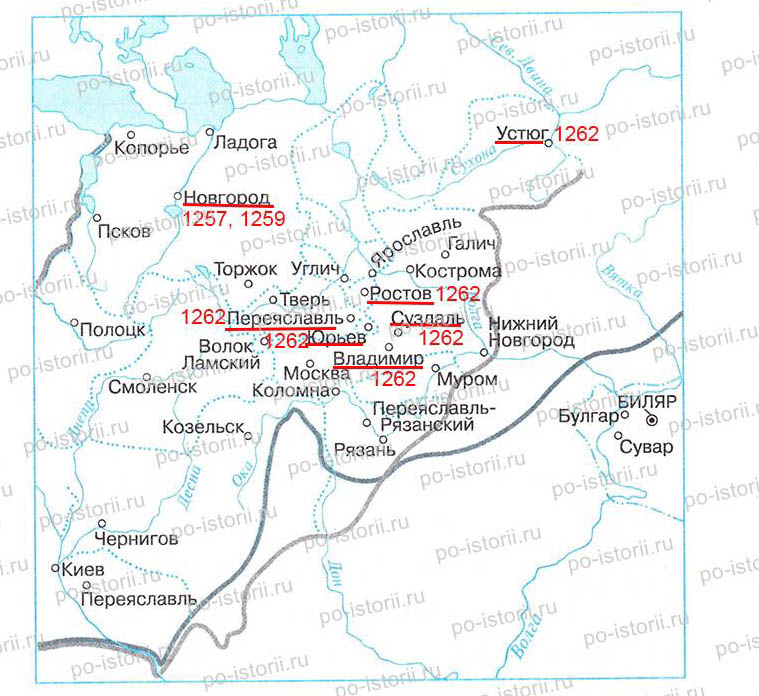 Сев. Двина
Устюг 1262
Сухона
Копорье
Ладога
Новгород
1257, 1259
Псков
Ярославль
Галич
Вятка
Торжок
Углич
Кострома
Тверь
Ростов 1262
1262 Переяславль
Суздаль
1262
Нижний
Новгород
Полоцк
1262 Юрьев
Волок
Ламский
Владимир
1262
Москва
Муром
Смоленск
Коломна
Днепр
Переяславль-
Рязанский
БИЛЯР
Булгар
Козельск
Рязань
Сувар
Десна
Ока
Чернигов
Дон
Киев
Переяславль
Волга
po-istorii.ru